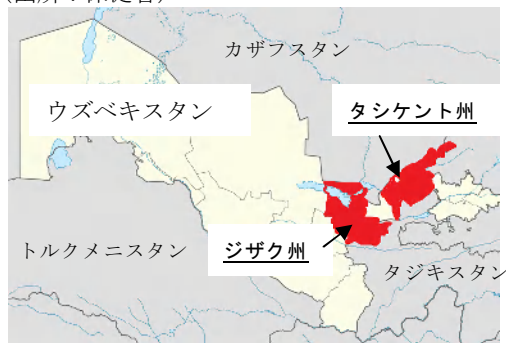 カザフスタン
ウズベキスタン
タシケント州
トルクメニスタン
ジザク州
タジキスタン